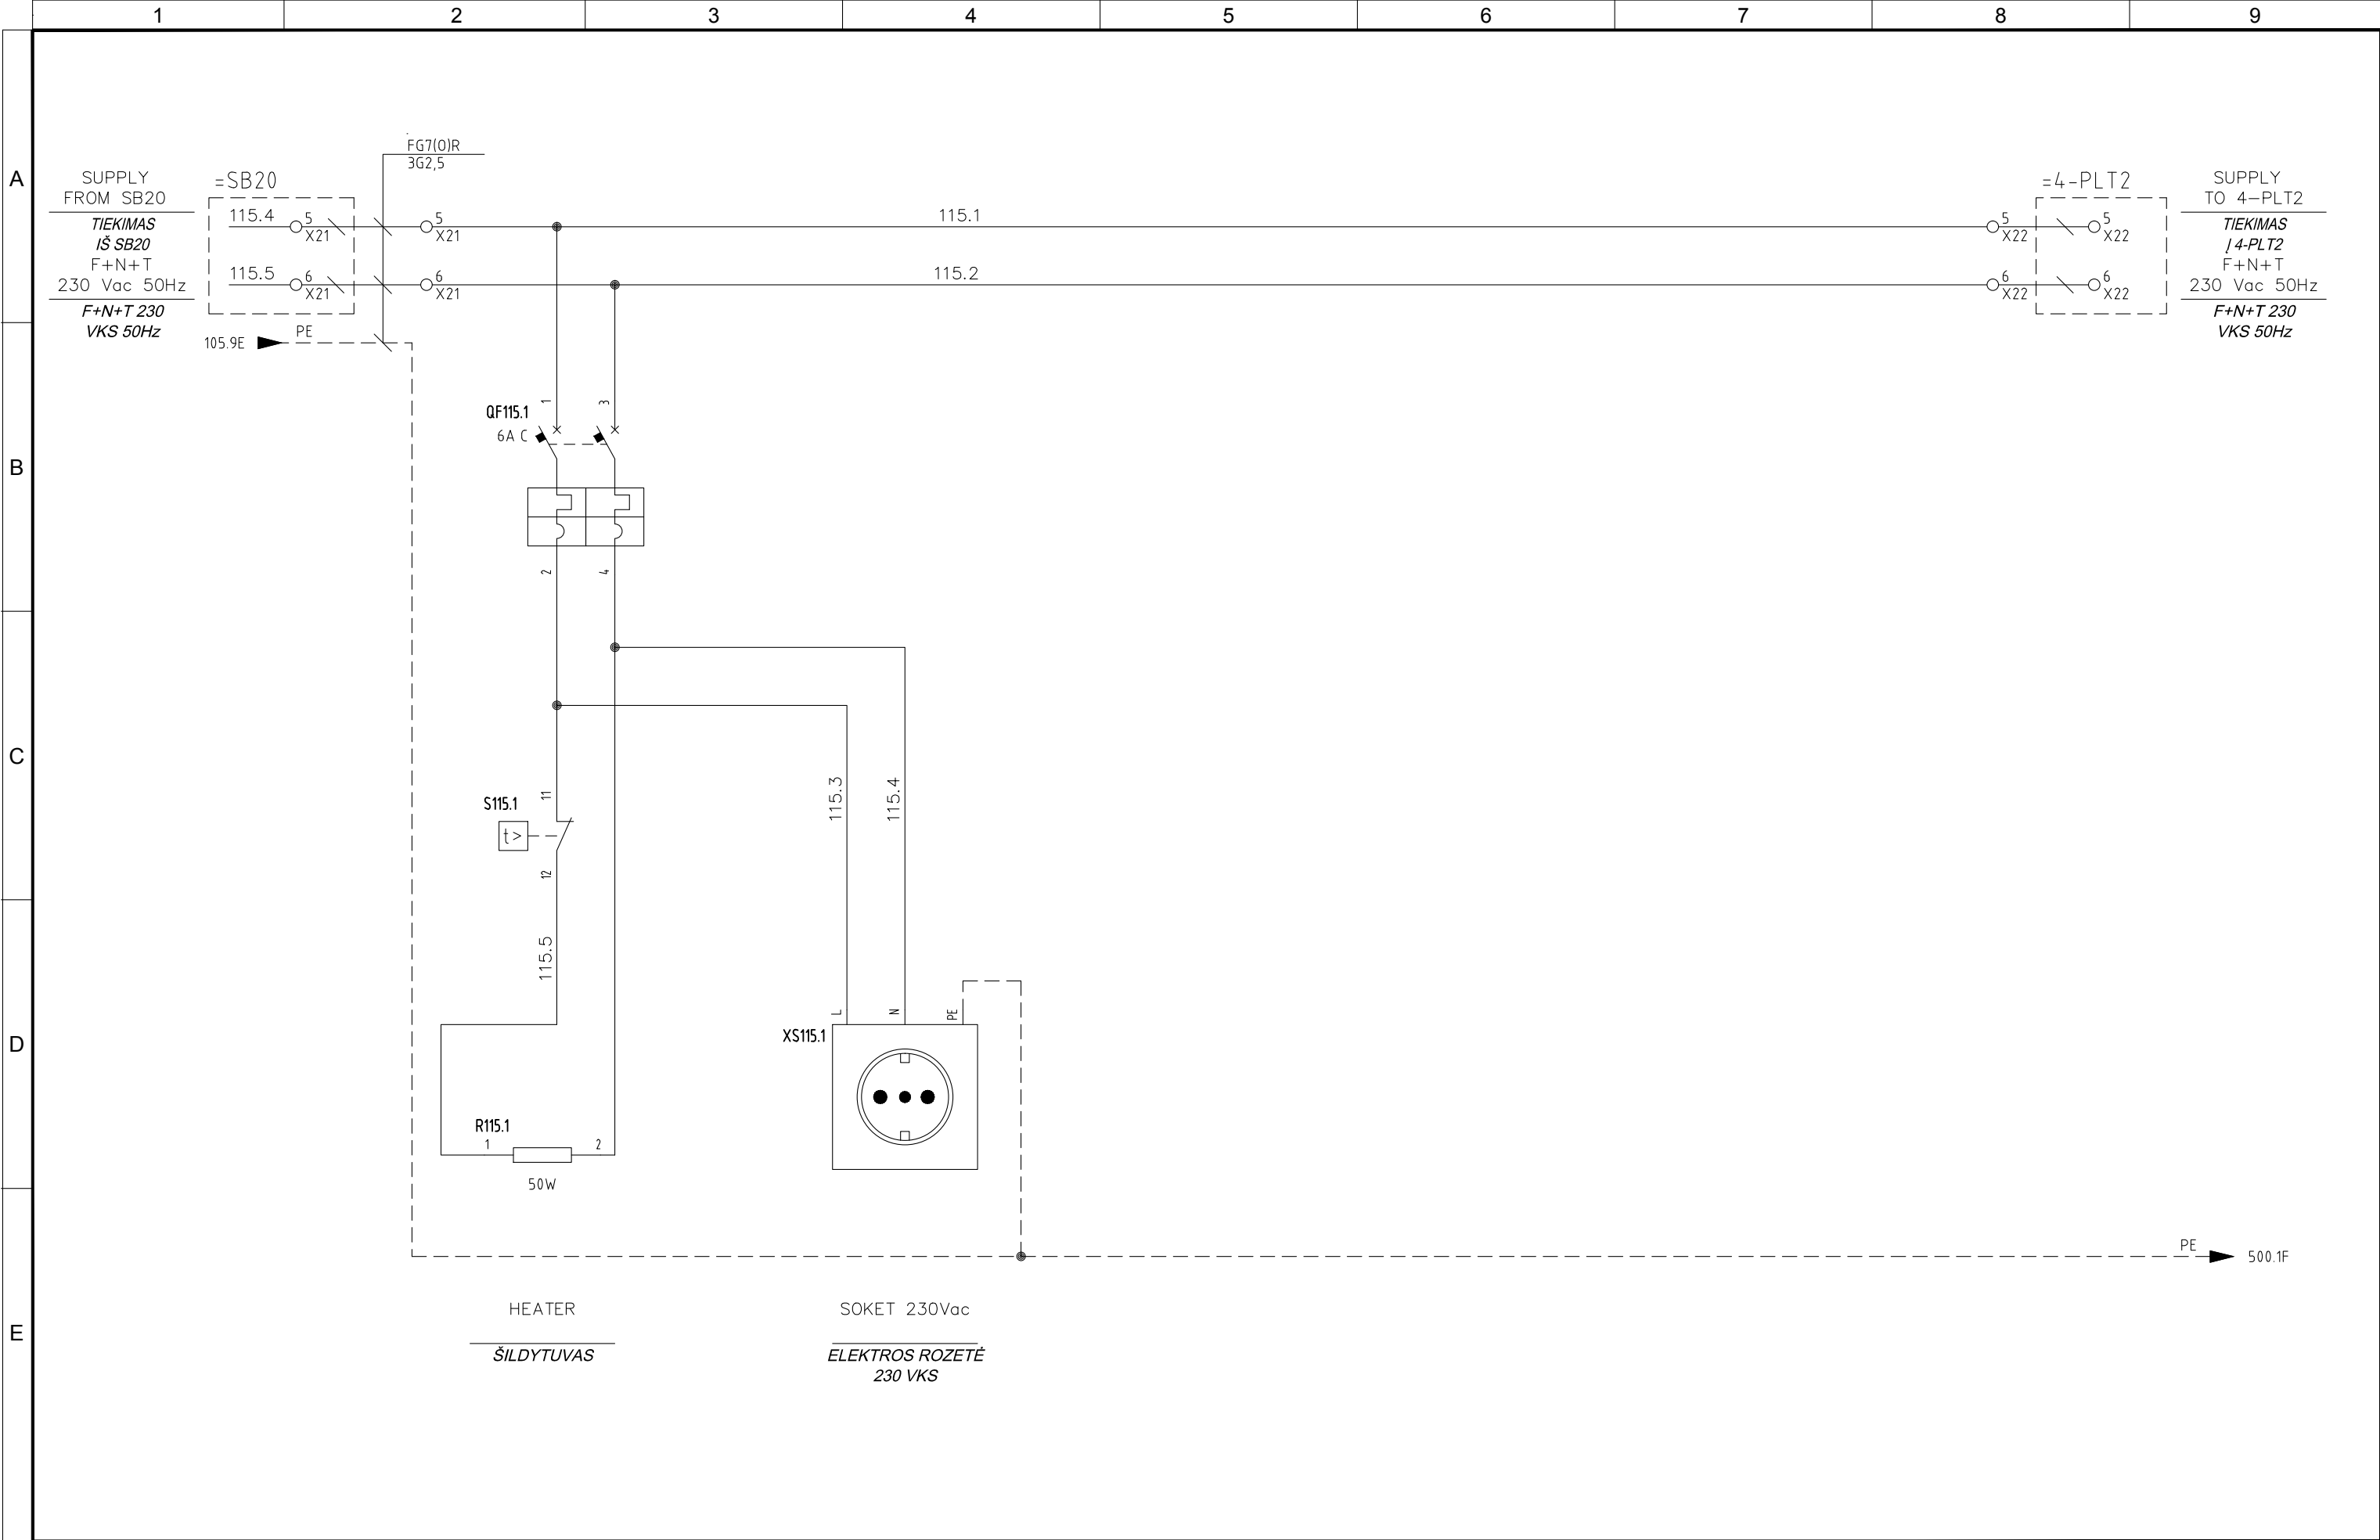 1 2 3 4 5 6 7 8 9
A
B
C
D
E
SUPPLY
FROM SB20
TIEKIMAS
IŠ SB20
F+N+T
230 Vac 50Hz
F+N+T 230
VKS 50Hz
=SB20
115.4
5
X21
115.5
6
X21
105.9E
PE
FG7(O)R
3G2,5
5
X21
6
X21
115.1
115.2
5
X22
6
X22
=4-PLT2
5
X22
6
X22
SUPPLY
TO 4-PLT2
TIEKIMAS
Į 4-PLT2
F+N+T
230 Vac 50Hz
F+N+T 230
VKS 50Hz
QF115.1
6A C
1
3
2
4
S115.1
t>
11
12
115.5
115.3
115.4
L
N
PE
XS115.1
R115.1
1
2
50W
PE
500.1F
HEATER
ŠILDYTUVAS
SOKET 230Vac
ELEKTROS ROZETĖ
230 VKS